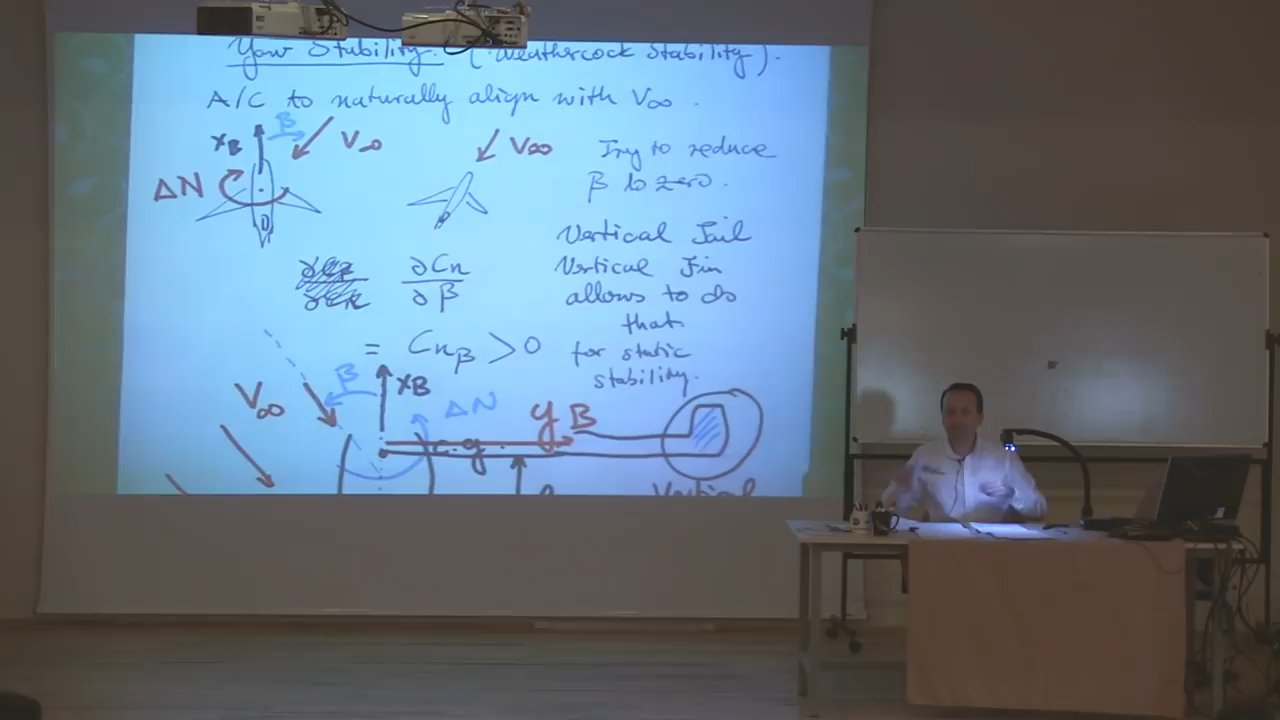 Yaw Stability. (Weathercock Stability).
A/C to naturally align with V∞.
β
XB
V∞
V∞
ΔN
Try to reduce
β to zero.
Vertical Tail
Vertical Fin
allows to do
that
for static
stability.
∂Cn
∂β
= Cnβ > 0
β
XB
V∞
ΔN
yB
c.g.
Vertical